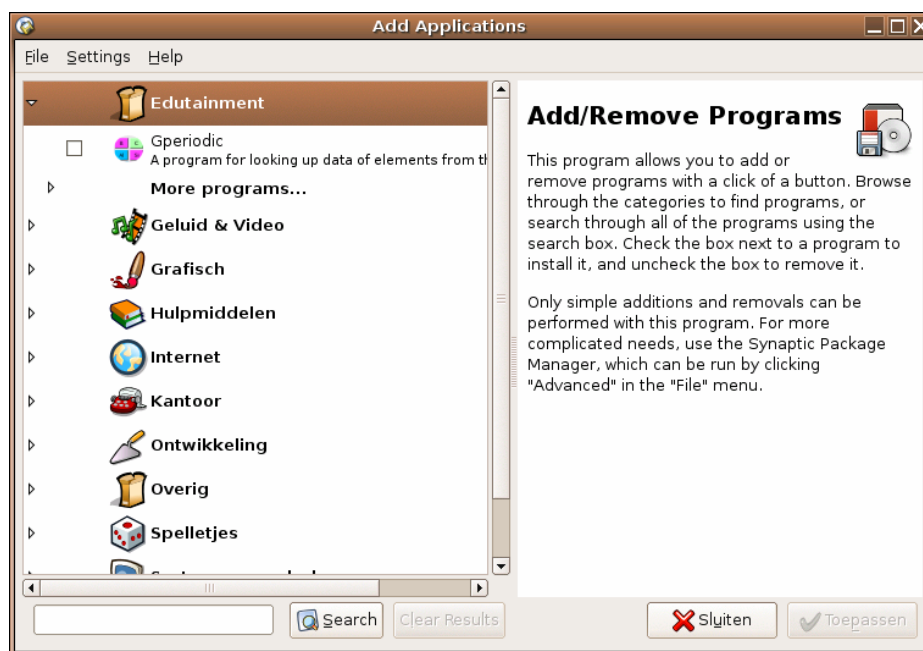 Add Applications
File Settings Help
Edutainment
Gperiodic
A program for looking up data of elements from
More programs...
Geluid & Video
Grafisch
Hulpmiddelen
Internet
Kantoor
Ontwikkeling
Overig
Spelletjes
Add/Remove Programs
This program allows you to add or
remove programs with a click of a button. Browse
through the categories to find programs, or
search through all of the programs using the
search box. Check the box next to a program to
install it, and uncheck the box to remove it.
Only simple additions and removals can be
performed with this program. For more
complicated needs, use the Synaptic Package
Manager, which can be run by clicking
"Advanced" in the "File" menu.
Search Clear Results
Sluiten Toepassen